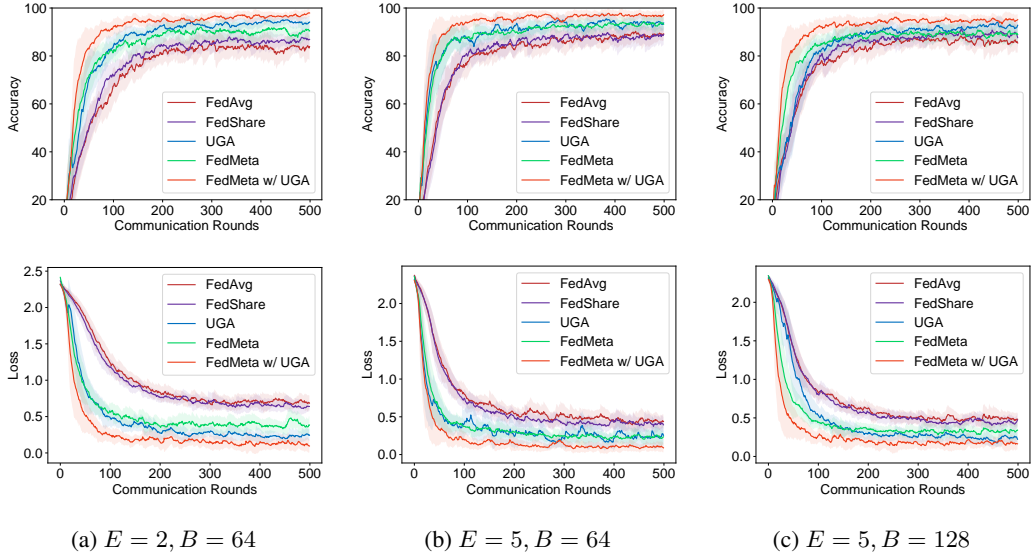 100
80
60
40
20
Accuracy
FedAvg
FedShare
UGA
FedMeta
FedMeta w/ UGA
0 100 200 300 400 500
Communication Rounds
100
80
60
40
20
Accuracy
FedAvg
FedShare
UGA
FedMeta
FedMeta w/ UGA
0 100 200 300 400 500
Communication Rounds
100
80
60
40
20
Accuracy
FedAvg
FedShare
UGA
FedMeta
FedMeta w/ UGA
0 100 200 300 400 500
Communication Rounds
2.5
2.0
1.5
1.0
0.5
0.0
Loss
FedAvg
FedShare
UGA
FedMeta
FedMeta w/ UGA
0 100 200 300 400 500
Communication Rounds
2.0
1.5
1.0
0.5
0.0
Loss
FedAvg
FedShare
UGA
FedMeta
FedMeta w/ UGA
0 100 200 300 400 500
Communication Rounds
2.0
1.5
1.0
0.5
0.0
Loss
FedAvg
FedShare
UGA
FedMeta
FedMeta w/ UGA
0 100 200 300 400 500
Communication Rounds
(a) E = 2, B = 64
(b) E = 5, B = 64
(c) E = 5, B = 128